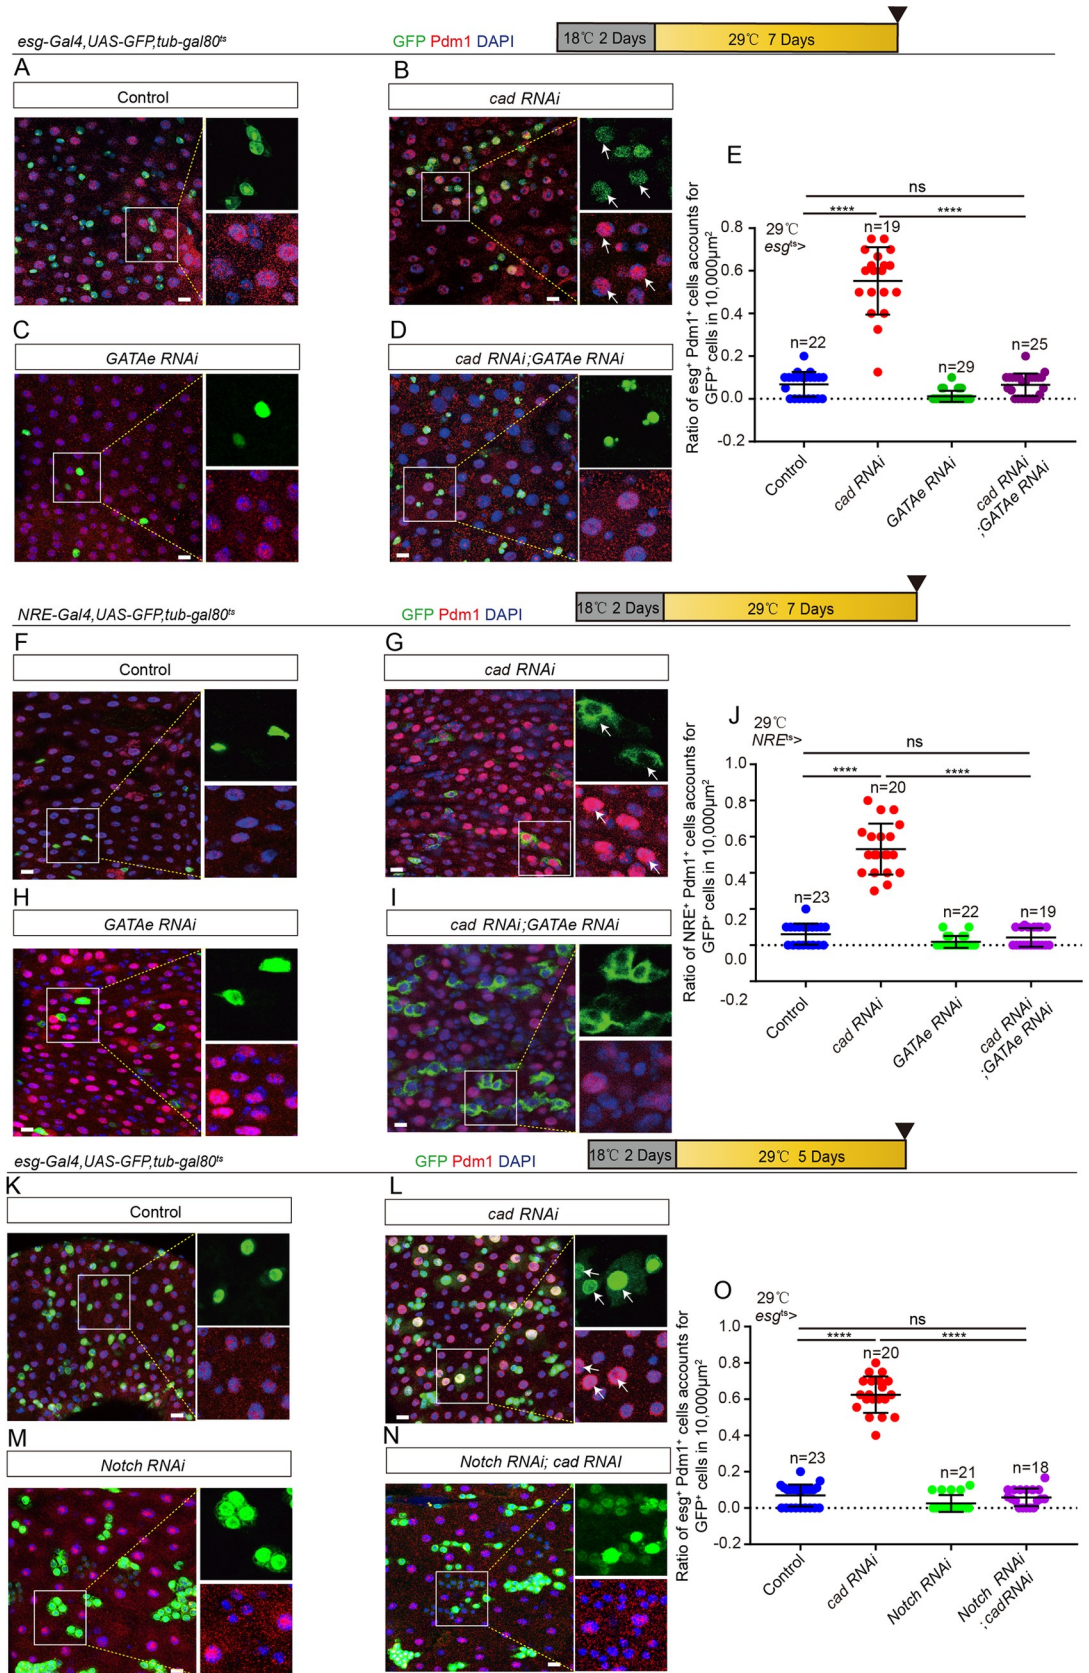 esg-Gal4,UAS-GFP,tub-gal80ts
GFP Pdm1 DAPI
18℃ 2 Days
29℃ 7 Days
A
Control
B
cad RNAi
C
GATAe RNAi
D
cad RNAi;GATAe RNAi
E
Ratio of esg+ Pdm1+ cells accounts for
GFP+ cells in 10,000μm2
29℃
esgts>
ns
****
****
n=19
n=22
n=29
n=25
0.8
0.6
0.4
0.2
0.0
-0.2
Control
cad RNAi
GATAe RNAi
cad RNAi
;GATAe RNAi
NRE-Gal4,UAS-GFP,tub-gal80ts
GFP Pdm1 DAPI
18℃ 2 Days
29℃ 7 Days
F
Control
G
cad RNAi
H
GATAe RNAi
I
cad RNAi;GATAe RNAi
J
Ratio of NRE+ Pdm1+ cells accounts for
GFP+ cells in 10,000μm2
29℃
NREts>
ns
****
****
n=20
n=23
n=22
n=19
1.0
0.8
0.6
0.4
0.2
0.0
-0.2
Control
cad RNAi
GATAe RNAi
cad RNAi
;GATAe RNAi
esg-Gal4,UAS-GFP,tub-gal80ts
GFP Pdm1 DAPI
18℃ 2 Days
29℃ 5 Days
K
Control
L
cad RNAi
M
Notch RNAi
N
Notch RNAi; cad RNAI
O
Ratio of esg+ Pdm1+ cells accounts for
GFP+ cells in 10,000μm2
29℃
esgts>
ns
****
****
n=20
n=23
n=21
n=18
1.0
0.8
0.6
0.4
0.2
0.0
-0.2
Control
cad RNAi
Notch RNAi
Notch RNAi
;cadRNAi